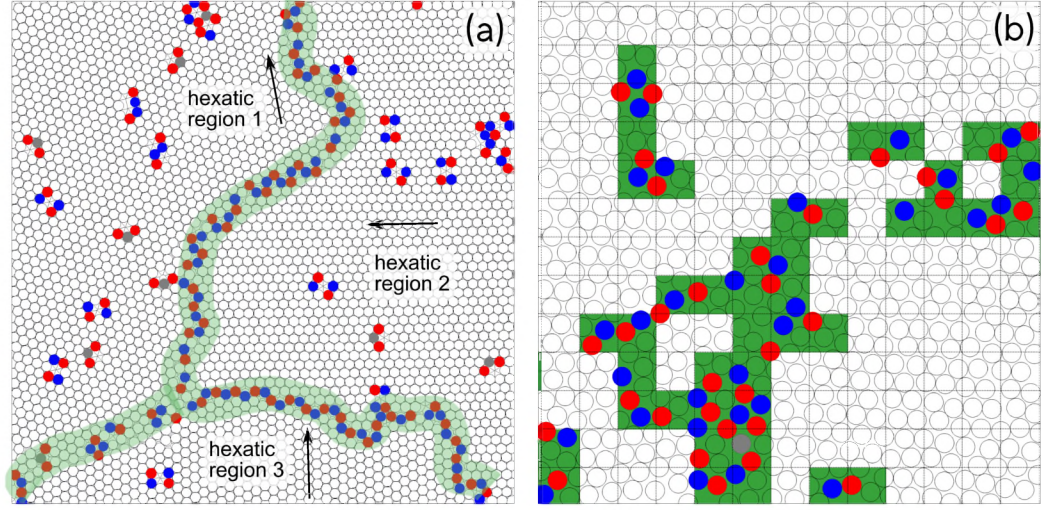 (a)
hexatic
region 1
hexatic
region 2
hexatic
region 3
(b)